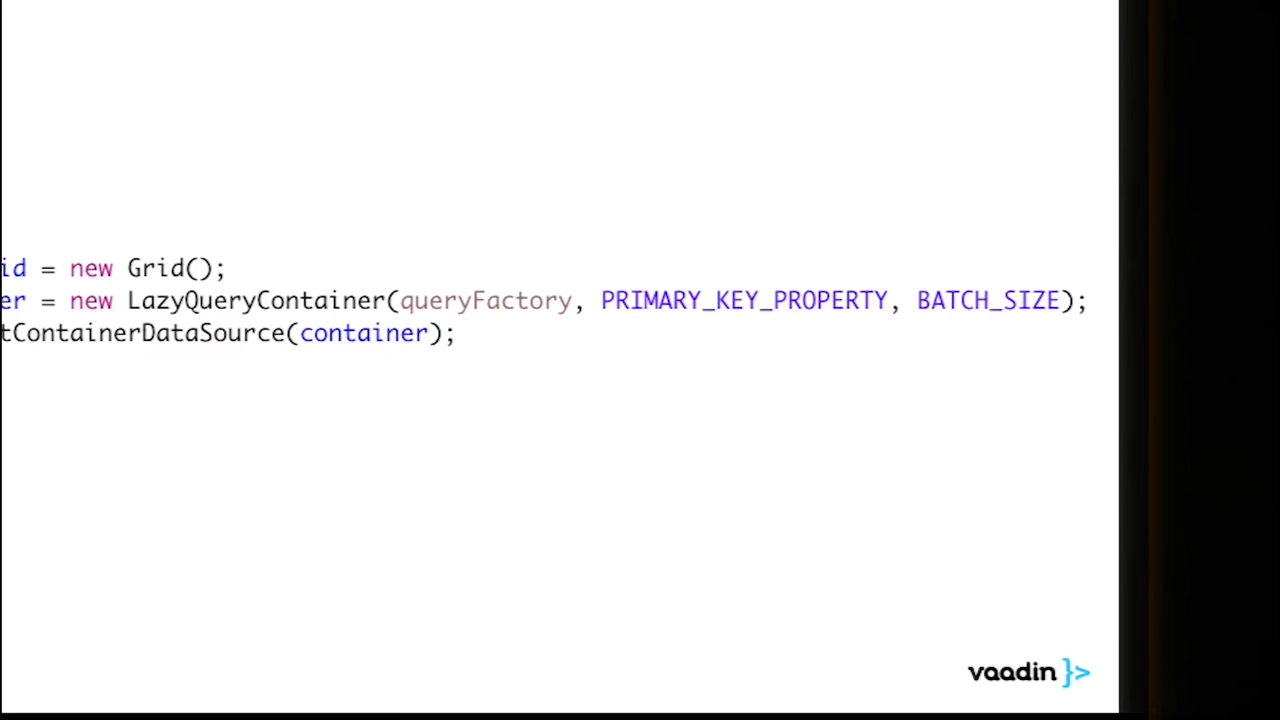 id = new Grid();
er = new LazyQueryContainer(queryFactory, PRIMARY_KEY_PROPERTY, BATCH_SIZE);
tContainerDataSource(container);
vaadin}>